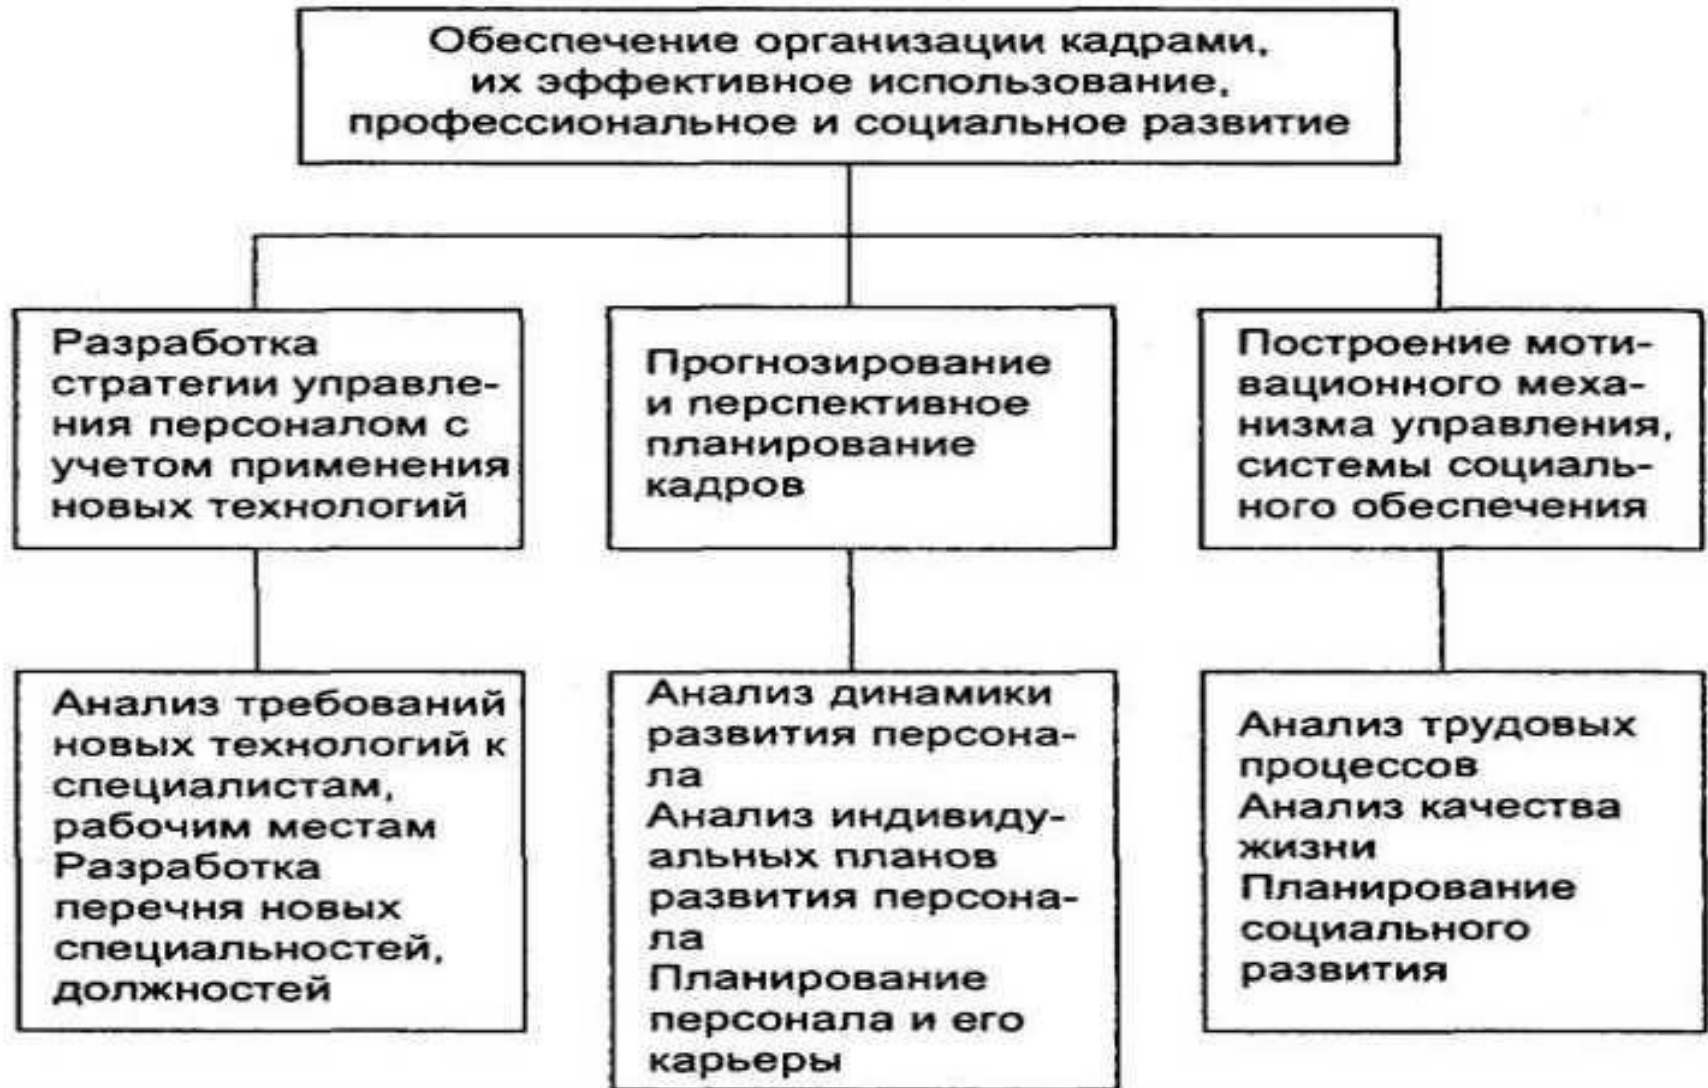 Обеспечение организации кадрами,
их эффективное использование,
профессиональное и социальное развитие
Разработка
стратегии управле-
ния персоналом с
учетом применения
новых технологий
Прогнозирование
и перспективное
планирование
кадров
Построение моти-
вационного меха-
низма управления,
системы социаль-
ного обеспечения
Анализ требований
новых технологий к
специалистам,
рабочим местам
Разработка
перечня новых
специальностей,
должностей
Анализ динамики
развития персона-
ла
Анализ индивиду-
альных планов
развития персона-
ла
Планирование
персонала и его
карьеры
Анализ трудовых
процессов
Анализ качества
жизни
Планирование
социального
развития